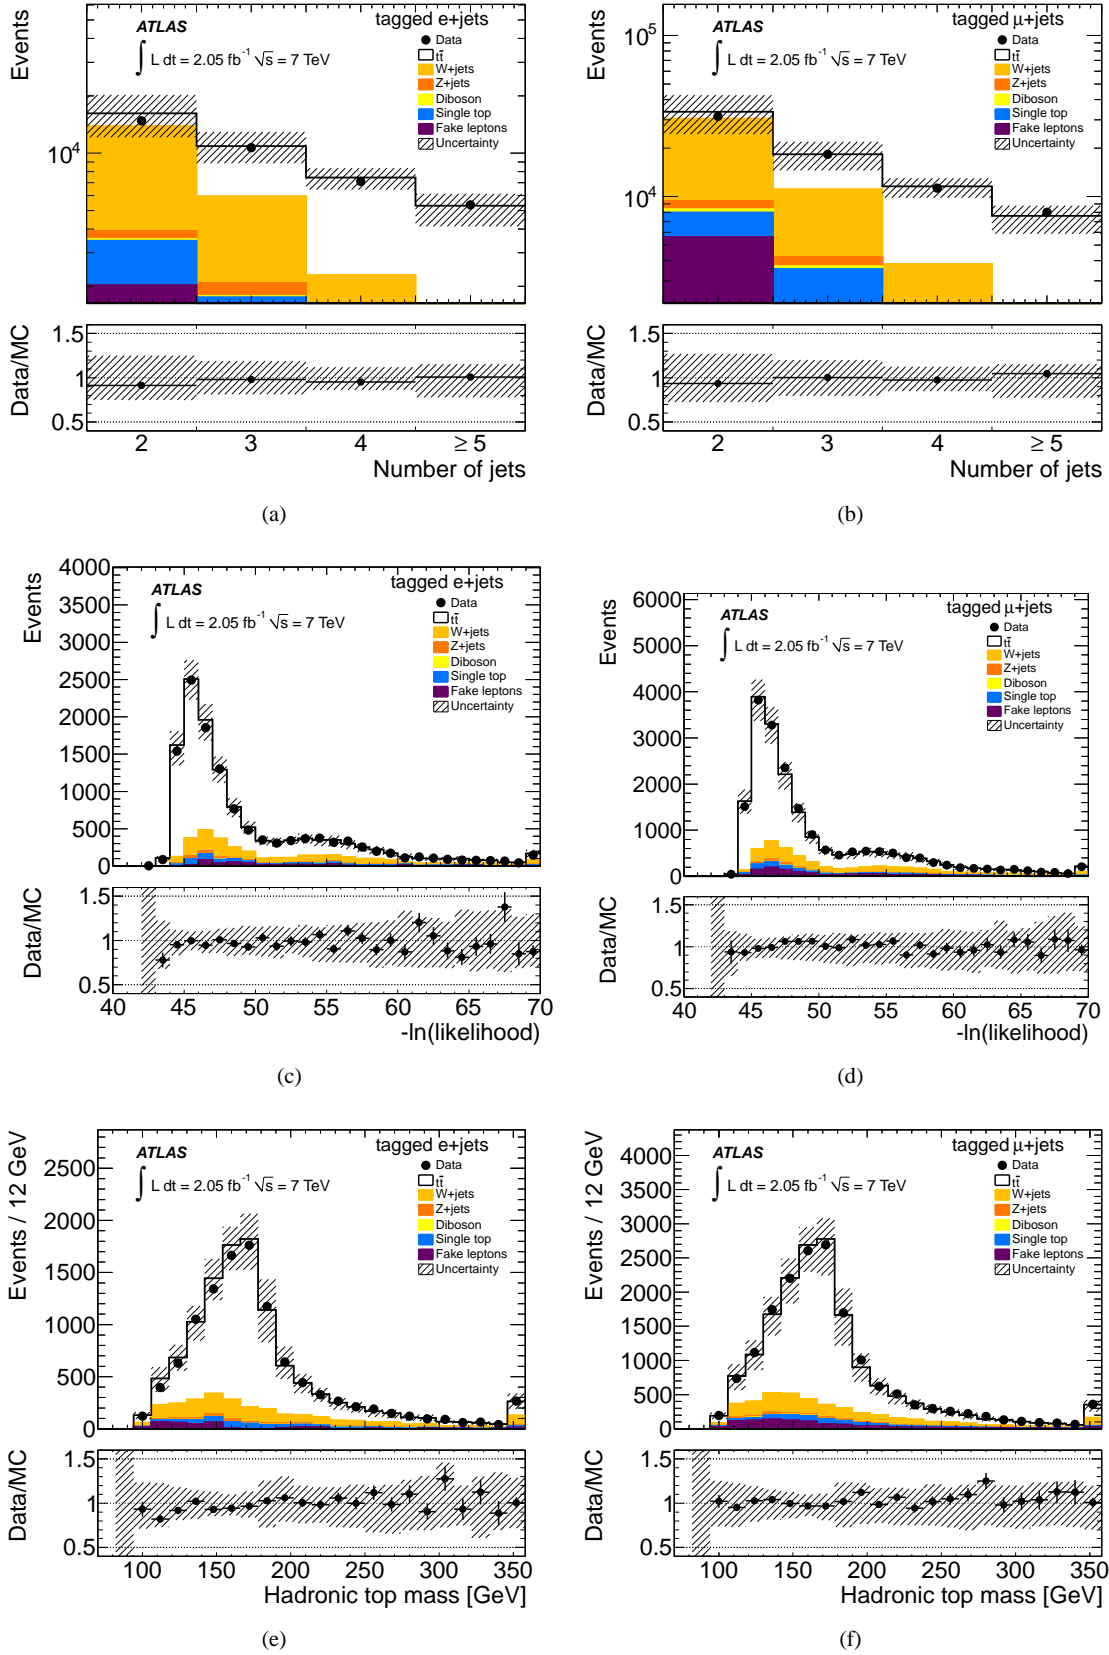 Events
ATLAS
∫ L dt = 2.05 fb⁻¹ √s = 7 TeV
tagged e+jets
Data
tt̄
W+jets
Z+jets
Diboson
Single top
Fake leptons
Uncertainty
10⁴
Data/MC
1.5
1
0.5
2 3 4 ≥ 5
Number of jets
(a)
Events
ATLAS
∫ L dt = 2.05 fb⁻¹ √s = 7 TeV
tagged μ+jets
Data
tt̄
W+jets
Z+jets
Diboson
Single top
Fake leptons
Uncertainty
10⁵
10⁴
Data/MC
1.5
1
0.5
2 3 4 ≥ 5
Number of jets
(b)
Events
ATLAS
∫ L dt = 2.05 fb⁻¹ √s = 7 TeV
tagged e+jets
Data
tt̄
W+jets
Z+jets
Diboson
Single top
Fake leptons
Uncertainty
4000
3500
3000
2500
2000
1500
1000
500
0
Data/MC
1.5
1
0.5
40 45 50 55 60 65 70
-ln(likelihood)
(c)
Events
ATLAS
∫ L dt = 2.05 fb⁻¹ √s = 7 TeV
tagged μ+jets
Data
tt̄
W+jets
Z+jets
Diboson
Single top
Fake leptons
Uncertainty
6000
5000
4000
3000
2000
1000
0
Data/MC
1.5
1
0.5
40 45 50 55 60 65 70
-ln(likelihood)
(d)
Events / 12 GeV
ATLAS
∫ L dt = 2.05 fb⁻¹ √s = 7 TeV
tagged e+jets
Data
tt̄
W+jets
Z+jets
Diboson
Single top
Fake leptons
Uncertainty
2500
2000
1500
1000
500
0
Data/MC
1.5
1
0.5
100 150 200 250 300 350
Hadronic top mass [GeV]
(e)
Events / 12 GeV
ATLAS
∫ L dt = 2.05 fb⁻¹ √s = 7 TeV
tagged μ+jets
Data
tt̄
W+jets
Z+jets
Diboson
Single top
Fake leptons
Uncertainty
4000
3500
3000
2500
2000
1500
1000
500
0
Data/MC
1.5
1
0.5
100 150 200 250 300 350
Hadronic top mass [GeV]
(f)